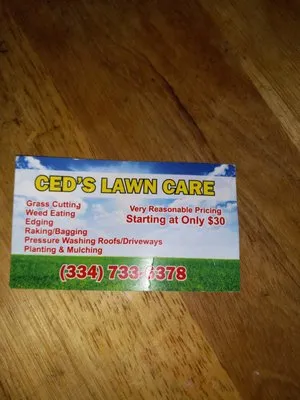 CED'S LAWN CARE
Grass Cutting
Weed Eating
Edging
Raking/Bagging
Pressure Washing Roofs/Driveways
Planting & Mulching
Very Reasonable Pricing
Starting at Only $30
(334)